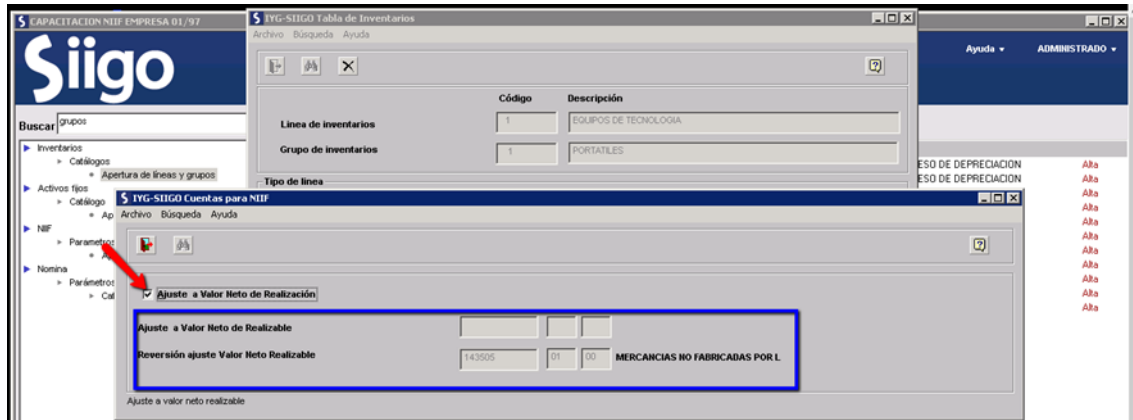 CAPACITACION NIIF EMPRESA 01/97
Siigo
Ayuda
ADMINISTRADO
Buscar
grupos
Inventarios
Catálogos
Apertura de líneas y grupos
Activos fijos
Catálogo
Ap
NIIF
Parametros
Nomina
Parámetros
Cat
IYG-SIIGO Tabla de Inventarios
Archivo Búsqueda Ayuda
Código Descripción
Linea de inventarios 1 EQUIPOS DE TECNOLOGIA
Grupo de inventarios 1 PORTATILES
Tipo de linea
ESO DE DEPRECIACION Alta
ESO DE DEPRECIACION Alta
Alta
Alta
Alta
Alta
Alta
Alta
Alta
Alta
Alta
IYG-SIIGO Cuentas para NIIF
Archivo Búsqueda Ayuda
Ajuste a Valor Neto de Realización
Ajuste a Valor Neto de Realizable
Reversión ajuste Valor Neto Realizable 143505 01 00 MERCANCIAS NO FABRICADAS POR L
Ajuste a valor neto realizable